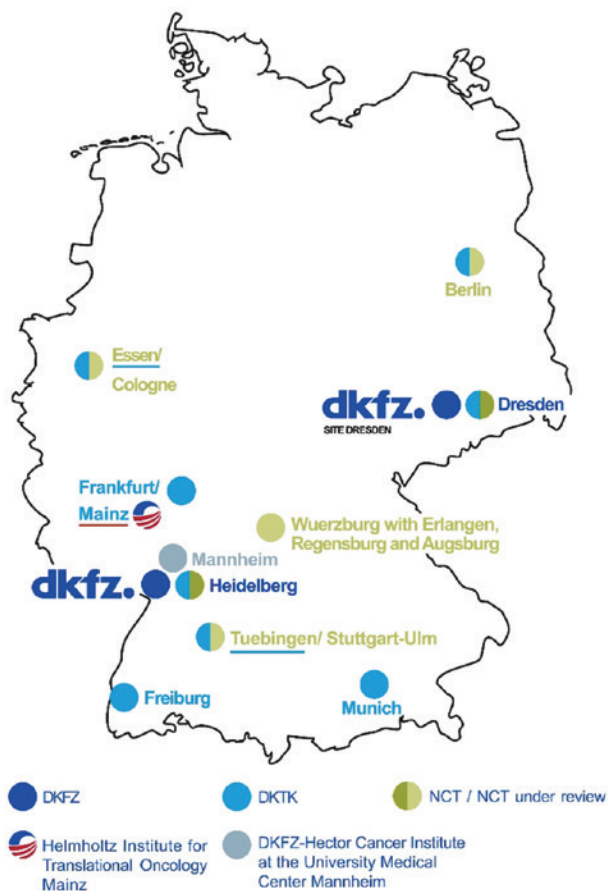 Berlin
Essen/
Cologne
dkfz.
SITE DRESDEN
Dresden
Frankfurt/
Mainz
Wuerzburg with Erlangen,
Regensburg and Augsburg
Mannheim
dkfz.
Heidelberg
Tuebingen/ Stuttgart-Ulm
Freiburg
Munich
DKFZ
DKTK
NCT / NCT under review
Helmholtz Institute for
Translational Oncology
Mainz
DKFZ-Hector Cancer Institute
at the University Medical
Center Mannheim